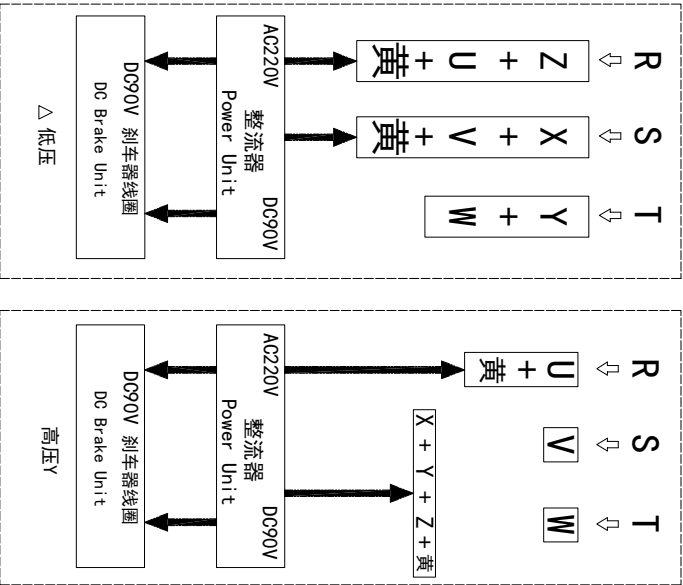 R S T
Z + U + 黄
X + V + 黄
Y + W
AC220V 整流器 DC90V
Power Unit
DC90V 刹车器线圈
DC Brake Unit
△ 低压
R S T
U + 黄
V
W
X + Y + Z + 黄
AC220V 整流器 DC90V
Power Unit
DC90V 刹车器线圈
DC Brake Unit
高压Y